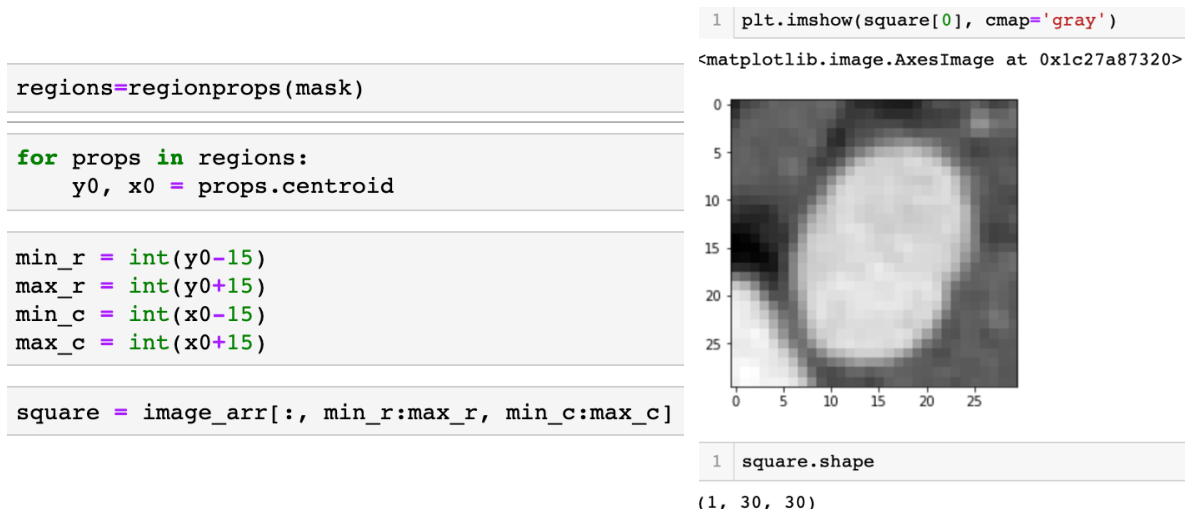 regions=regionprops(mask)
for props in regions:
    y0, x0 = props.centroid
min_r = int(y0-15)
max_r = int(y0+15)
min_c = int(x0-15)
max_c = int(x0+15)
square = image_arr[:, min_r:max_r, min_c:max_c]
1 plt.imshow(square[0], cmap='gray')
<matplotlib.image.AxesImage at 0x1c27a87320>
0
5
10
15
20
25
0 5 10 15 20 25
1 square.shape
(1, 30, 30)